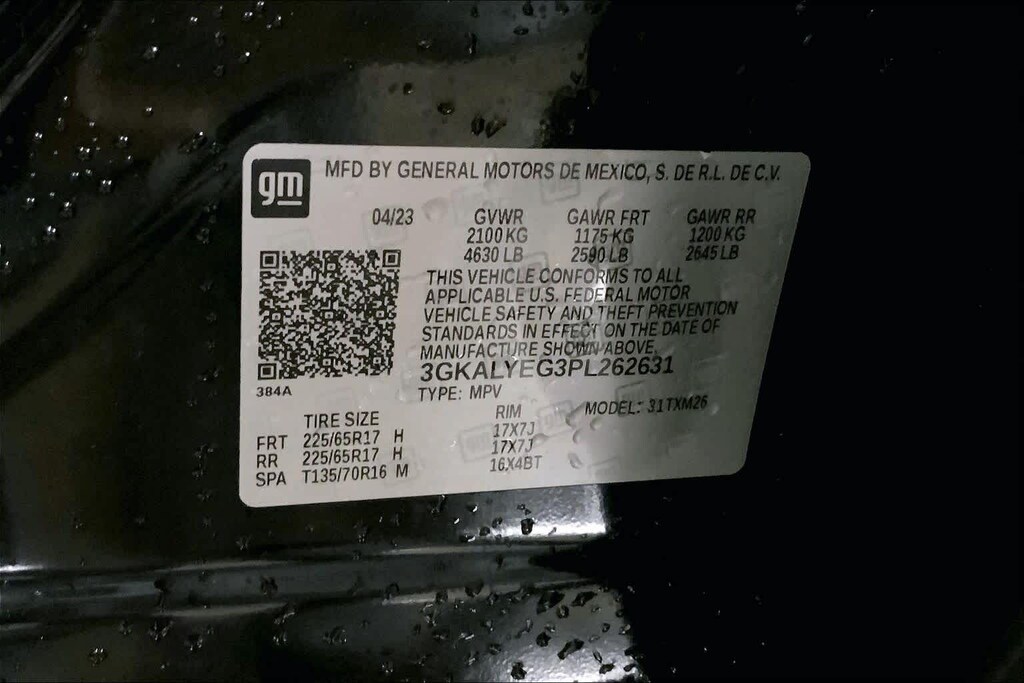 gm
MFD BY GENERAL MOTORS DE MEXICO, S. DE R.L. DE C.V.
04/23 GVWR GAWR FRT GAWR RR
2100 KG 1175 KG 1200 KG
4630 LB 2590 LB 2645 LB
THIS VEHICLE CONFORMS TO ALL
APPLICABLE U.S. FEDERAL MOTOR
VEHICLE SAFETY AND THEFT PREVENTION
STANDARDS IN EFFECT ON THE DATE OF
MANUFACTURE SHOWN ABOVE.
3GKALYEG3PL262631
384A
TYPE: MPV
TIRE SIZE RIM MODEL: 31TXM26
FRT 225/65R17 H 17X7J
RR 225/65R17 H 17X7J
SPA T135/70R16 M 16X4BT